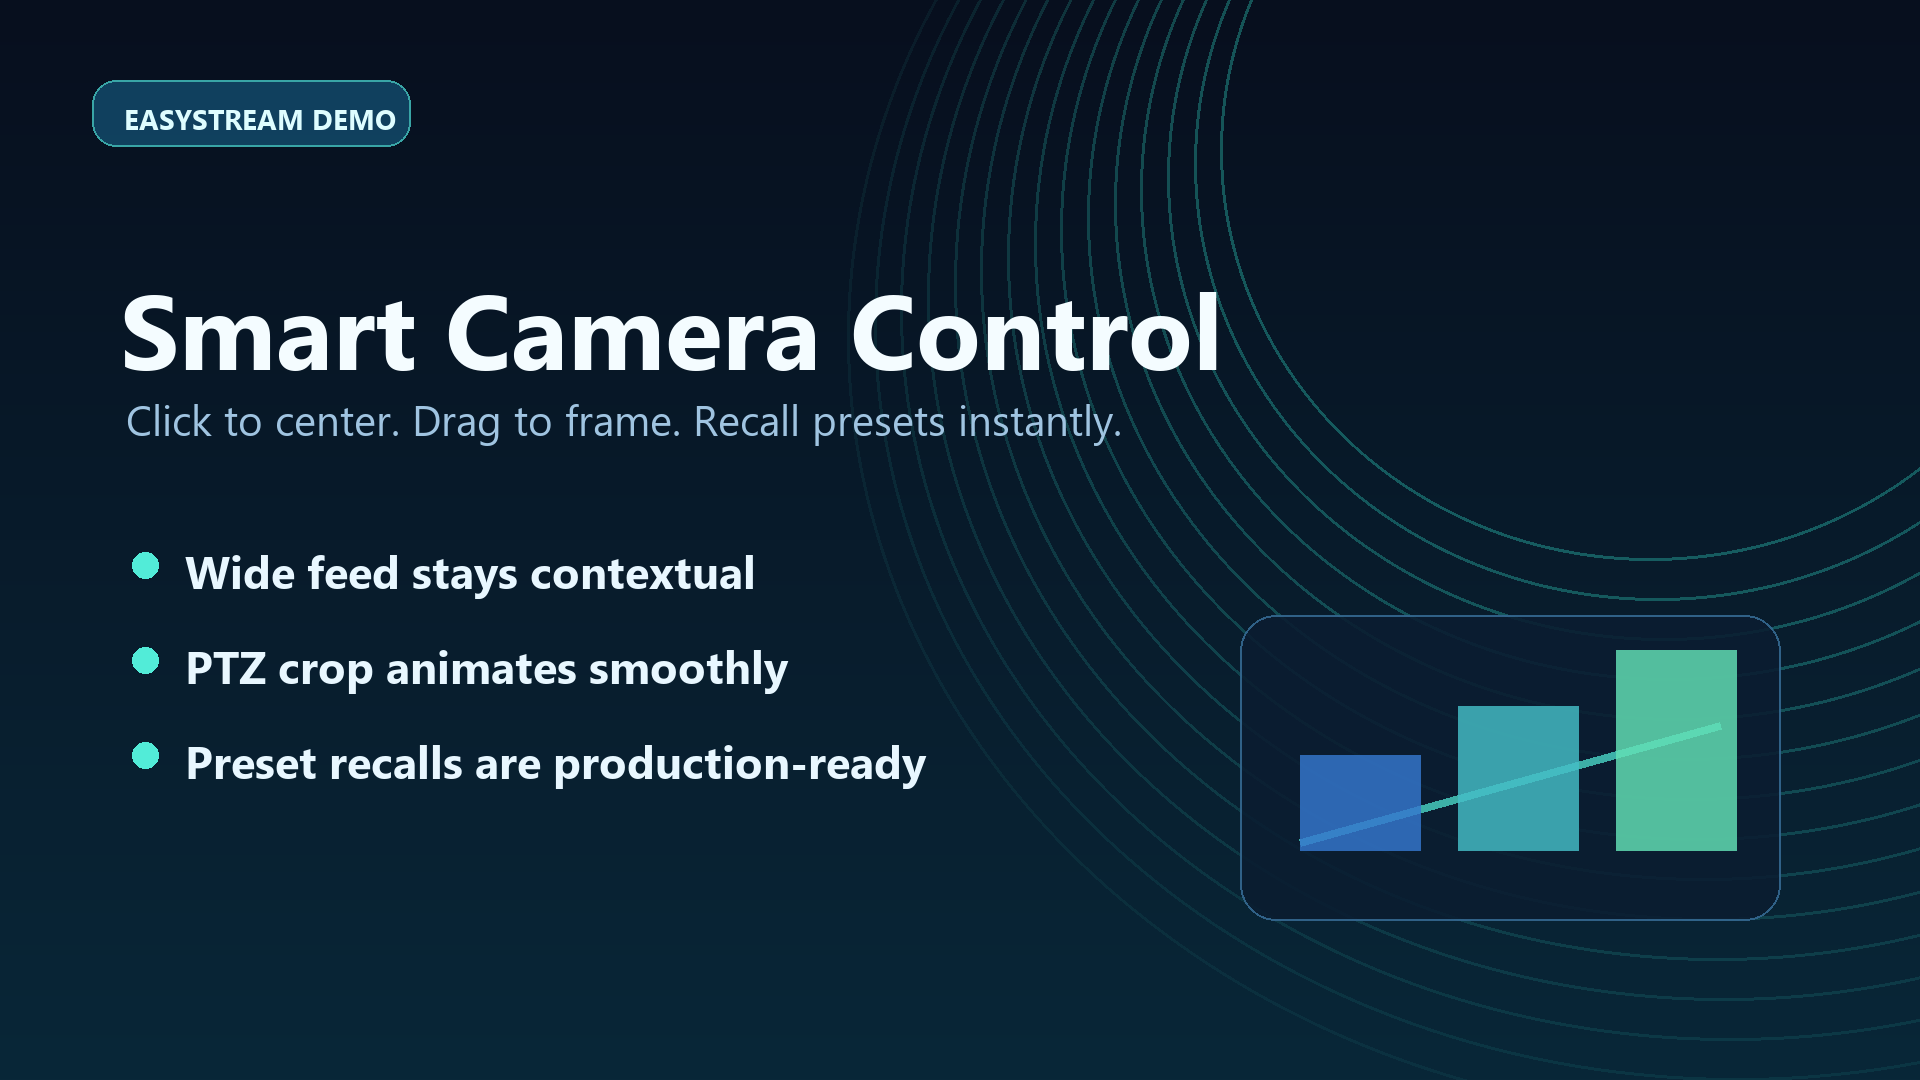 EASYSTREAM DEMO
Smart Camera Control
Click to center. Drag to frame. Recall presets instantly.
Wide feed stays contextual
PTZ crop animates smoothly
Preset recalls are production-ready